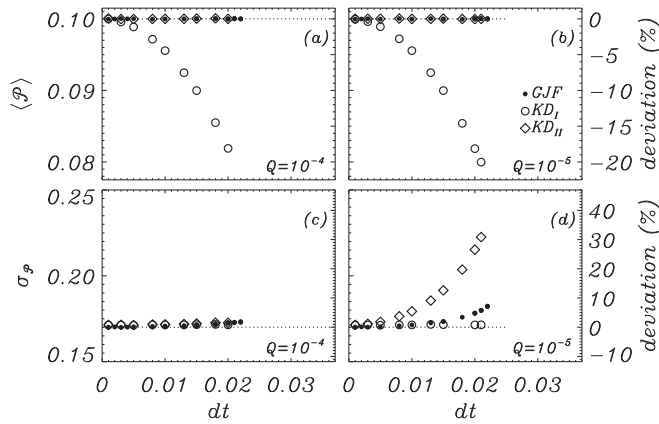 0.10
0.09
0.08
⟨𝒫⟩
(a)
Q=10⁻⁴
(b)
GJF
KD_I
KD_II
Q=10⁻⁵
0
−5
−10
−15
−20
deviation (%)
0.25
0.20
0.15
σ_𝒫
(c)
Q=10⁻⁴
(d)
Q=10⁻⁵
40
30
20
10
0
−10
deviation (%)
0 0.01 0.02 0.03 0 0.01 0.02 0.03
dt dt